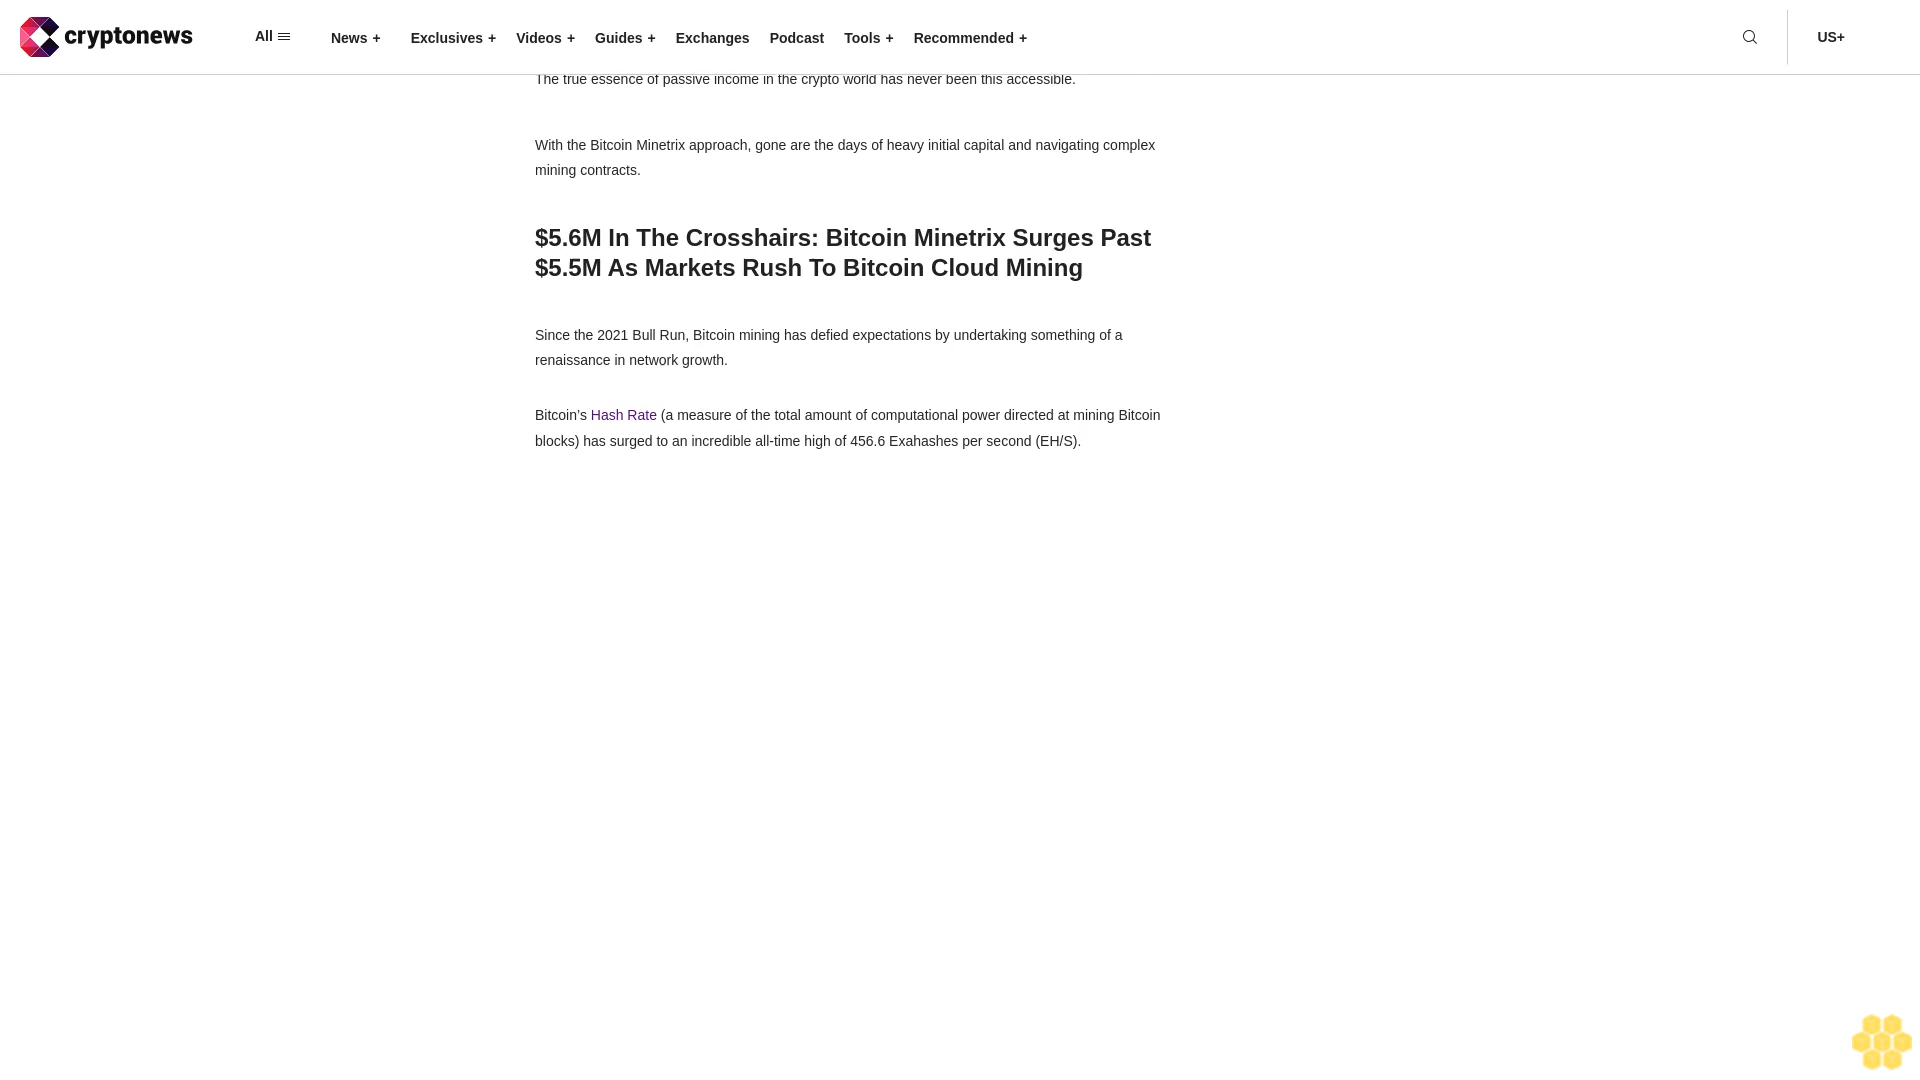 cryptonews
All
News +
Exclusives +
Videos +
Guides +
Exchanges
Podcast
Tools +
Recommended +
US+
The true essence of passive income in the crypto world has never been this accessible.
With the Bitcoin Minetrix approach, gone are the days of heavy initial capital and navigating complex
mining contracts.
$5.6M In The Crosshairs: Bitcoin Minetrix Surges Past
$5.5M As Markets Rush To Bitcoin Cloud Mining
Since the 2021 Bull Run, Bitcoin mining has defied expectations by undertaking something of a
renaissance in network growth.
Bitcoin’s Hash Rate (a measure of the total amount of computational power directed at mining Bitcoin
blocks) has surged to an incredible all-time high of 456.6 Exahashes per second (EH/S).